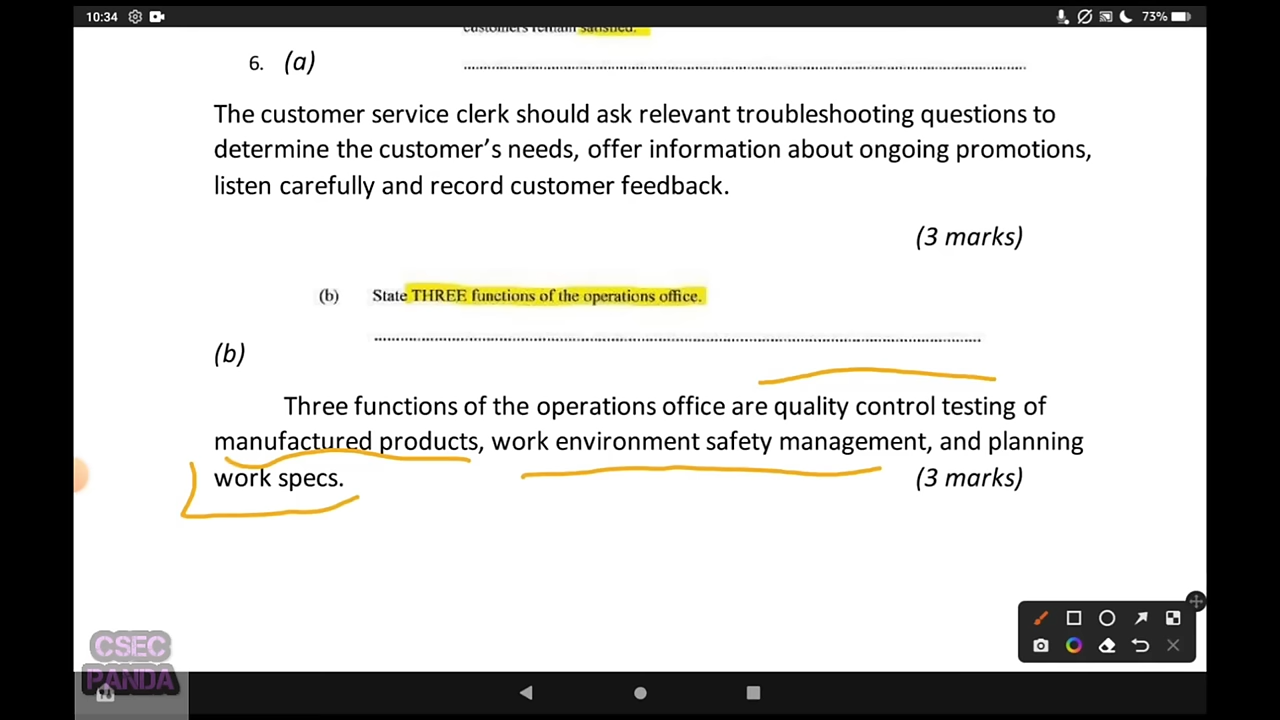 10:34 73%
customers remain satisfied.
6. (a)
The customer service clerk should ask relevant troubleshooting questions to
determine the customer’s needs, offer information about ongoing promotions,
listen carefully and record customer feedback.
(3 marks)
(b) State THREE functions of the operations office.
(b)
Three functions of the operations office are quality control testing of
manufactured products, work environment safety management, and planning
work specs. (3 marks)
CSEC
PANDA